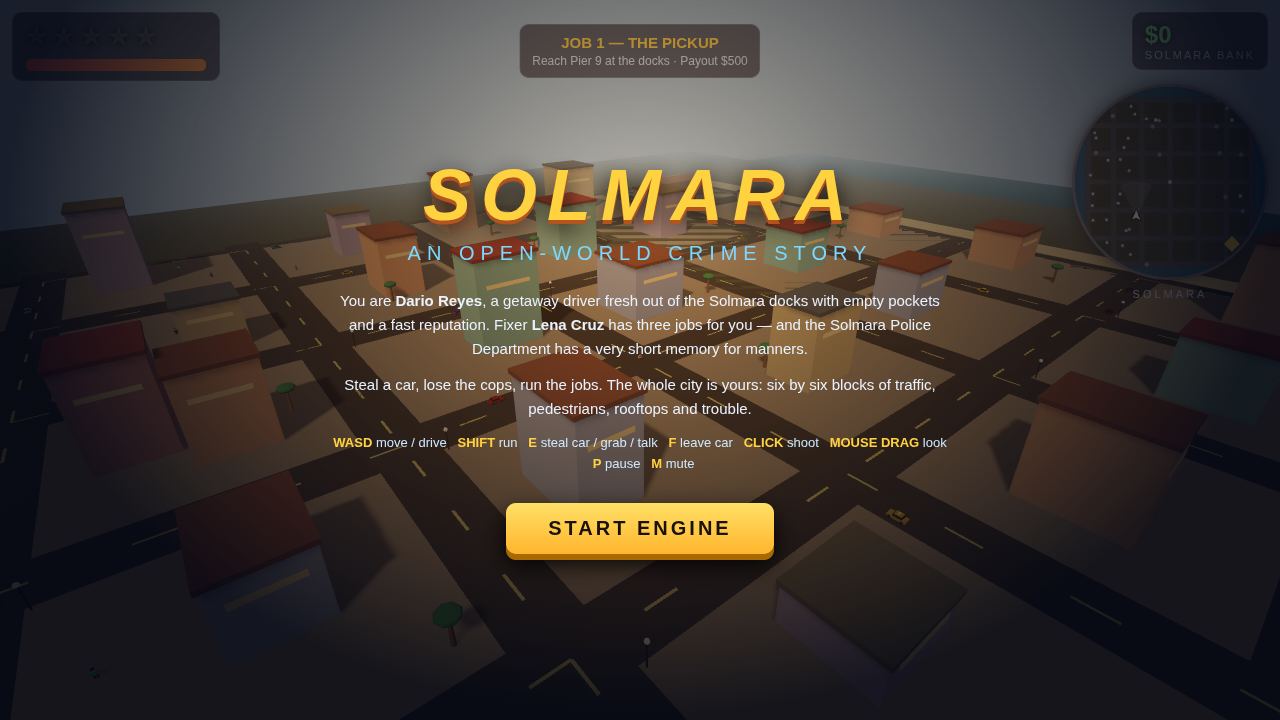 ★★★★★
JOB 1 — THE PICKUP
Reach Pier 9 at the docks · Payout $500
$0
SOLMARA BANK
SOLMARA
AN OPEN-WORLD CRIME STORY
SOLMARA
You are Dario Reyes, a getaway driver fresh out of the Solmara docks with empty pockets
and a fast reputation. Fixer Lena Cruz has three jobs for you — and the Solmara Police
Department has a very short memory for manners.
Steal a car, lose the cops, run the jobs. The whole city is yours: six by six blocks of traffic,
pedestrians, rooftops and trouble.
WASD move / drive SHIFT run E steal car / grab / talk F leave car CLICK shoot MOUSE DRAG look
P pause M mute
START ENGINE